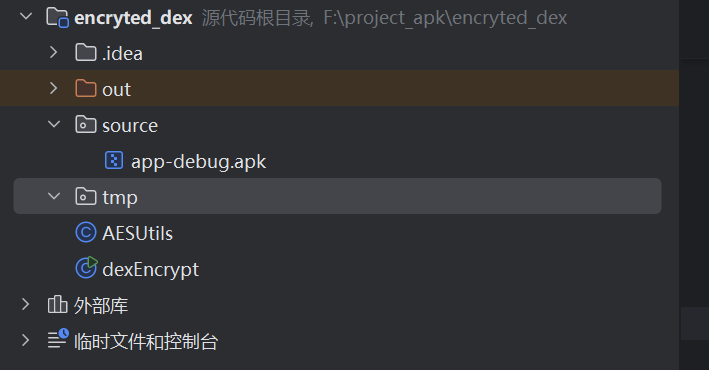 encryted_dex 源代码根目录, F:\project_apk\encryted_dex
.idea
out
source
app-debug.apk
tmp
AESUtils
dexEncrypt
外部库
临时文件和控制台